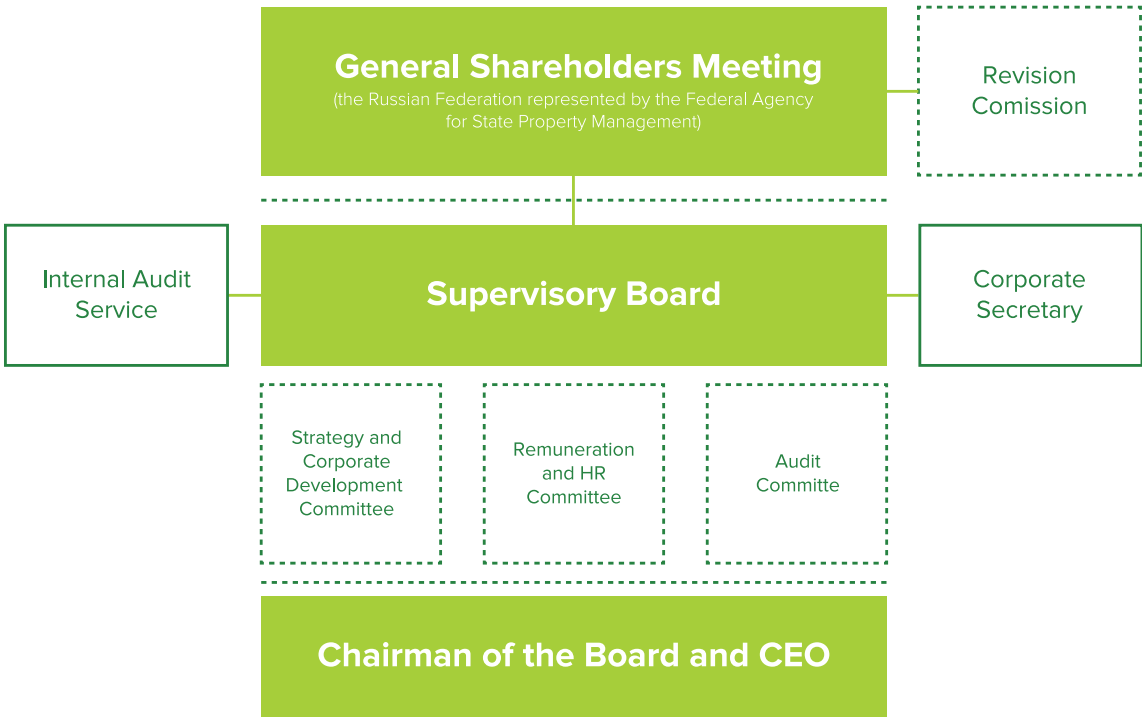 General Shareholders Meeting
(the Russian Federation represented by the Federal Agency
for State Property Management)
Revision
Comission
Internal Audit
Service
Supervisory Board
Corporate
Secretary
Strategy and
Corporate
Development
Committee
Remuneration
and HR
Committee
Audit
Committe
Chairman of the Board and CEO